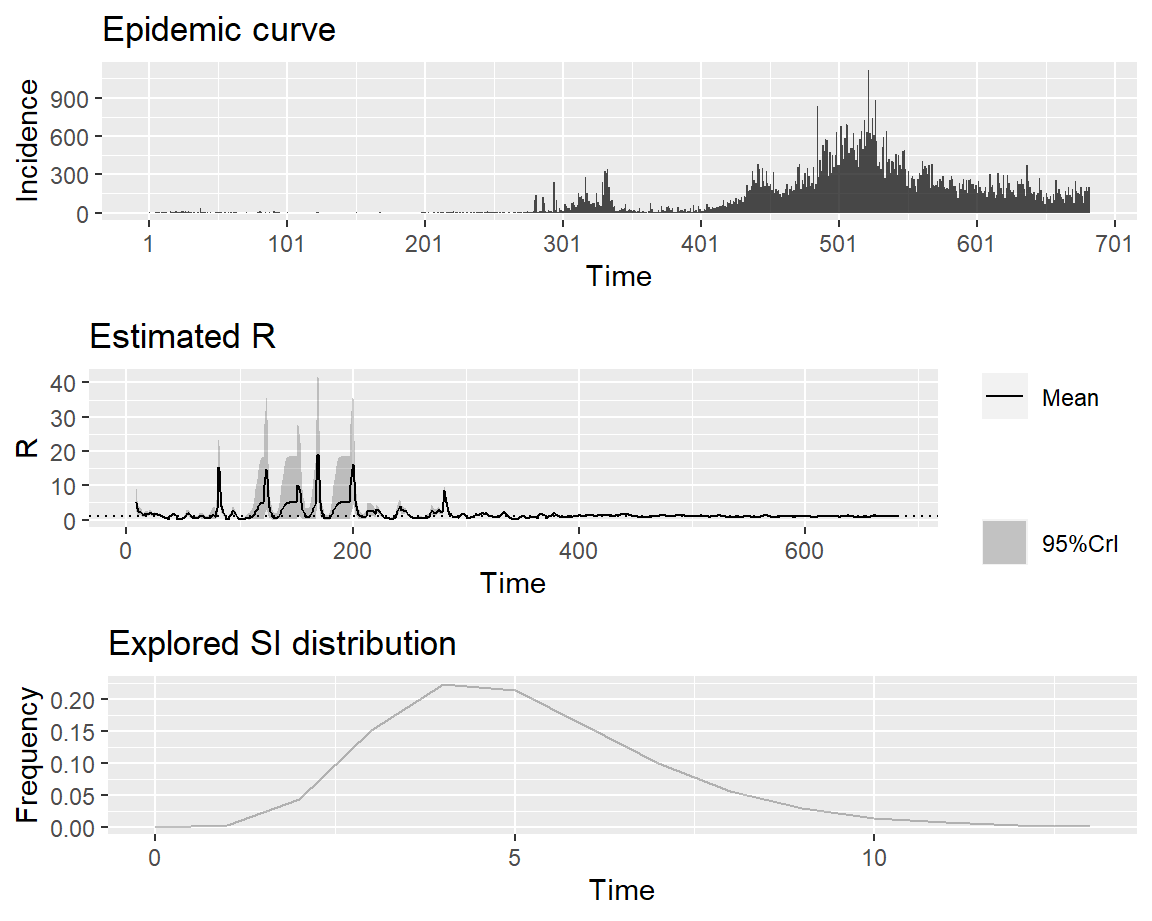 Epidemic curve
Incidence
900
600
300
0
1 101 201 301 401 501 601 701
Time
Estimated R
R
40
30
20
10
0
0 200 400 600
Time
Mean
95%CrI
Explored SI distribution
Frequency
0.20
0.15
0.10
0.05
0.00
0 5 10
Time